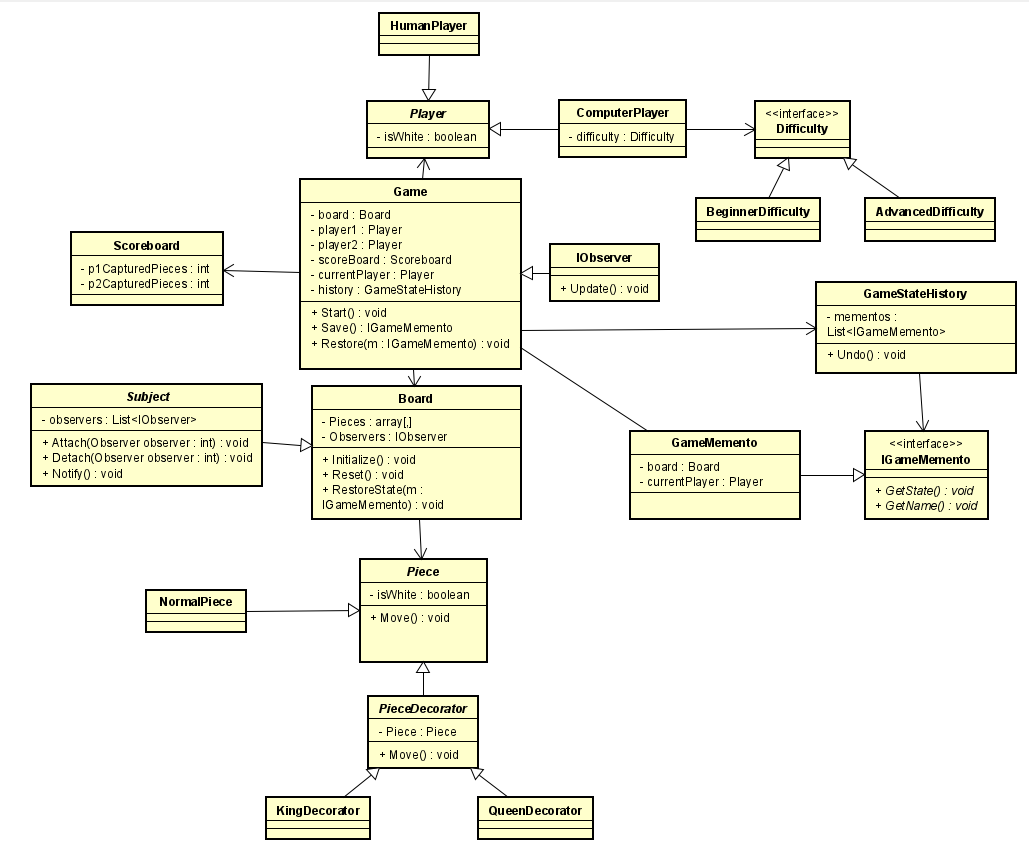 HumanPlayer
Player
- isWhite : boolean
ComputerPlayer
- difficulty : Difficulty
<<interface>>
Difficulty
BeginnerDifficulty
AdvancedDifficulty
Game
- board : Board
- player1 : Player
- player2 : Player
- scoreBoard : Scoreboard
- currentPlayer : Player
- history : GameStateHistory
+ Start() : void
+ Save() : IGameMemento
+ Restore(m : IGameMemento) : void
Scoreboard
- p1CapturedPieces : int
- p2CapturedPieces : int
IObserver
+ Update() : void
GameStateHistory
- mementos :
List<IGameMemento>
+ Undo() : void
Subject
- observers : List<IObserver>
+ Attach(Observer observer : int) : void
+ Detach(Observer observer : int) : void
+ Notify() : void
Board
- Pieces : array[,]
- Observers : IObserver
+ Initialize() : void
+ Reset() : void
+ RestoreState(m :
IGameMemento) : void
GameMemento
- board : Board
- currentPlayer : Player
<<interface>>
IGameMemento
+ GetState() : void
+ GetName() : void
Piece
- isWhite : boolean
+ Move() : void
NormalPiece
PieceDecorator
- Piece : Piece
+ Move() : void
KingDecorator
QueenDecorator